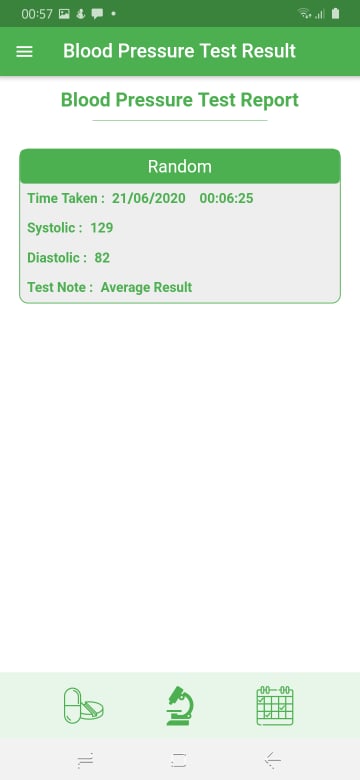 00:57
Blood Pressure Test Result
Blood Pressure Test Report
Random
Time Taken : 21/06/2020 00:06:25
Systolic : 129
Diastolic : 82
Test Note : Average Result